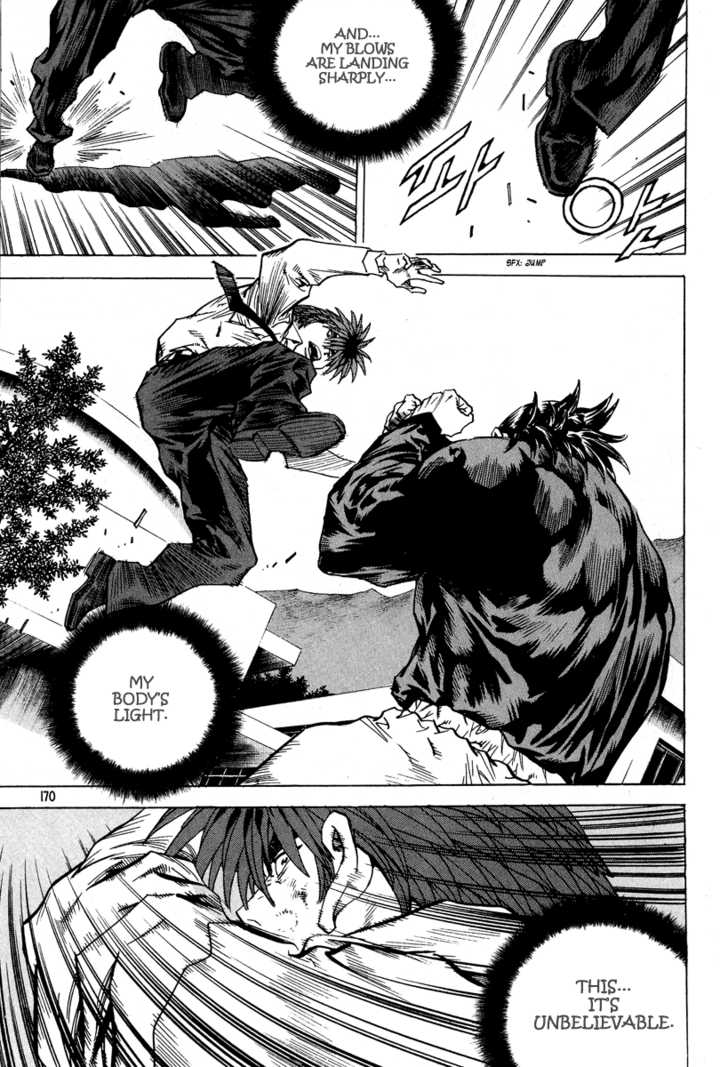 AND...
MY BLOWS
ARE LANDING
SHARPLY...
SFX: JUMP
MY
BODY'S
LIGHT.
170
THIS...
IT'S
UNBELIEVABLE.